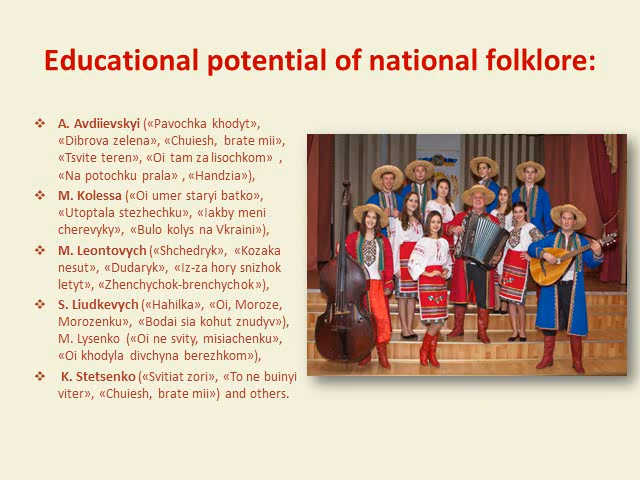 Educational potential of national folklore:
❖ A. Avdiievskyi («Pavochka khodyt»,
«Dibrova zelena», «Chuiesh, brate mii»,
«Tsvite teren», «Oi tam za lisochkom» ,
«Na potochku prala» , «Handzia»),
❖ M. Kolessa («Oi umer staryi batko»,
«Utoptala stezhechku», «Iakby meni
cherevyky», «Bulo kolys na Vkraini»),
❖ M. Leontovych («Shchedryk», «Kozaka
nesut», «Dudaryk», «Iz-za hory snizhok
letyt», «Zhenchychok-brenchychok»),
❖ S. Liudkevych («Hahilka», «Oi, Moroze,
Morozenku», «Bodai sia kohut znudyv»),
M. Lysenko («Oi ne svity, misiachenku»,
«Oi khodyla divchyna berezhkom»),
❖ K. Stetsenko («Svitiat zori», «To ne buinyi
viter», «Chuiesh, brate mii») and others.